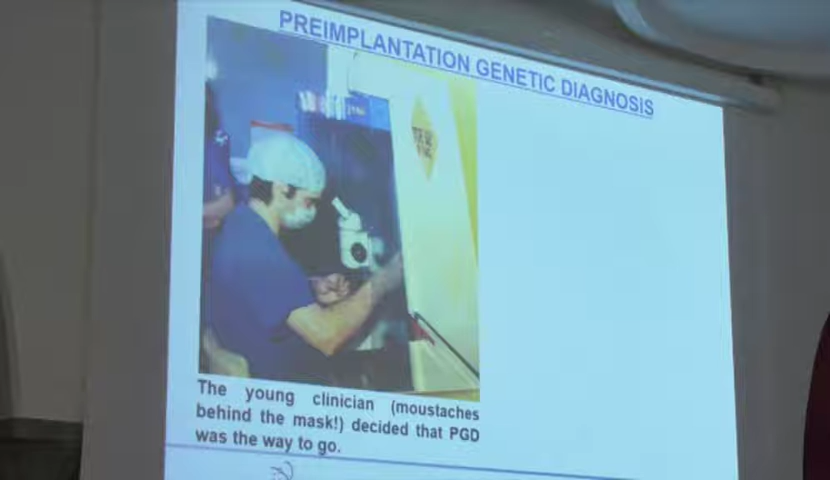 PREIMPLANTATION GENETIC DIAGNOSIS
The young clinician (moustaches
behind the mask!) decided that PGD
was the way to go.